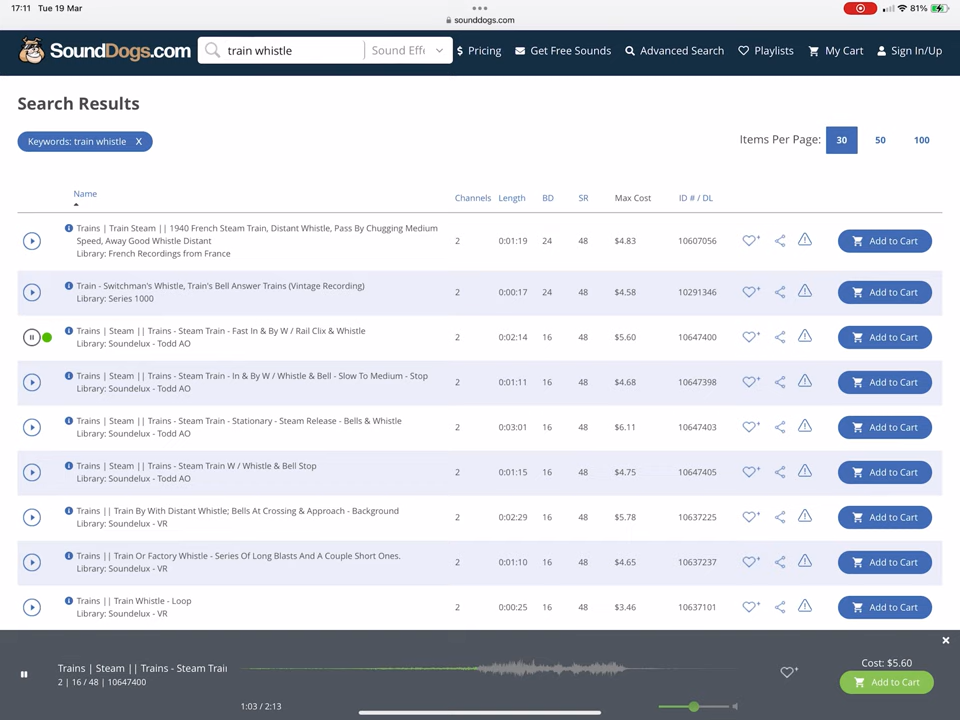 17:11 Tue 19 Mar
81%
sounddogs.com
SoundDogs.com
train whistle
Sound Effe
$ Pricing
Get Free Sounds
Advanced Search
Playlists
My Cart
Sign In/Up
Search Results
Keywords: train whistle X
Items Per Page: 30 50 100
Name Channels Length BD SR Max Cost ID # / DL
Trains | Train Steam || 1940 French Steam Train, Distant Whistle, Pass By Chugging Medium
Speed, Away Good Whistle Distant
Library: French Recordings from France
2 0:01:19 24 48 $4.83 10607056 Add to Cart
Train - Switchman's Whistle, Train's Bell Answer Trains (Vintage Recording)
Library: Series 1000
2 0:00:17 24 48 $4.58 10291346 Add to Cart
Trains | Steam || Trains - Steam Train - Fast In & By W / Rail Clix & Whistle
Library: Soundelux - Todd AO
2 0:02:14 16 48 $5.60 10647400 Add to Cart
Trains | Steam || Trains - Steam Train - In & By W / Whistle & Bell - Slow To Medium - Stop
Library: Soundelux - Todd AO
2 0:01:11 16 48 $4.68 10647398 Add to Cart
Trains | Steam || Trains - Steam Train - Stationary - Steam Release - Bells & Whistle
Library: Soundelux - Todd AO
2 0:03:01 16 48 $6.11 10647403 Add to Cart
Trains | Steam || Trains - Steam Train W / Whistle & Bell Stop
Library: Soundelux - Todd AO
2 0:01:15 16 48 $4.75 10647405 Add to Cart
Trains || Train By With Distant Whistle; Bells At Crossing & Approach - Background
Library: Soundelux - VR
2 0:02:29 16 48 $5.78 10637225 Add to Cart
Trains || Train Or Factory Whistle - Series Of Long Blasts And A Couple Short Ones.
Library: Soundelux - VR
2 0:01:10 16 48 $4.65 10637237 Add to Cart
Trains || Train Whistle - Loop
Library: Soundelux - VR
2 0:00:25 16 48 $3.46 10637101 Add to Cart
Trains | Steam || Trains - Steam Trai
2 | 16 / 48 | 10647400
1:03 / 2:13
Cost: $5.60
Add to Cart